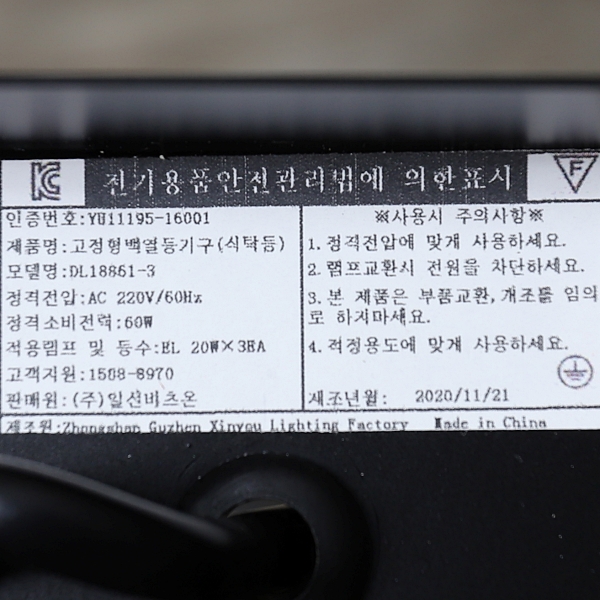 전기용품안전관리법에 의한표시
F
인증번호:YU11195-16001
제품명:고정형백열등기구(식탁등)
모델명:DL18861-3
정격전압:AC 220V/60Hz
정격소비전력:60W
적용램프 및 등수:EL 20W×3EA
고객지원:1508-8970
판매원:(주)일선비츠온
※사용시 주의사항※
1.정격전압에 맞게 사용하세요.
2.램프교환시 전원을 차단하세요.
3.본 제품은 부품교환,개조를 임의
로 하지마세요.
4.적정용도에 맞게 사용하세요.
제조년월: 2020/11/21
제조원:Zhongshan Guzhen Xinyou Lighting Factory Made in China